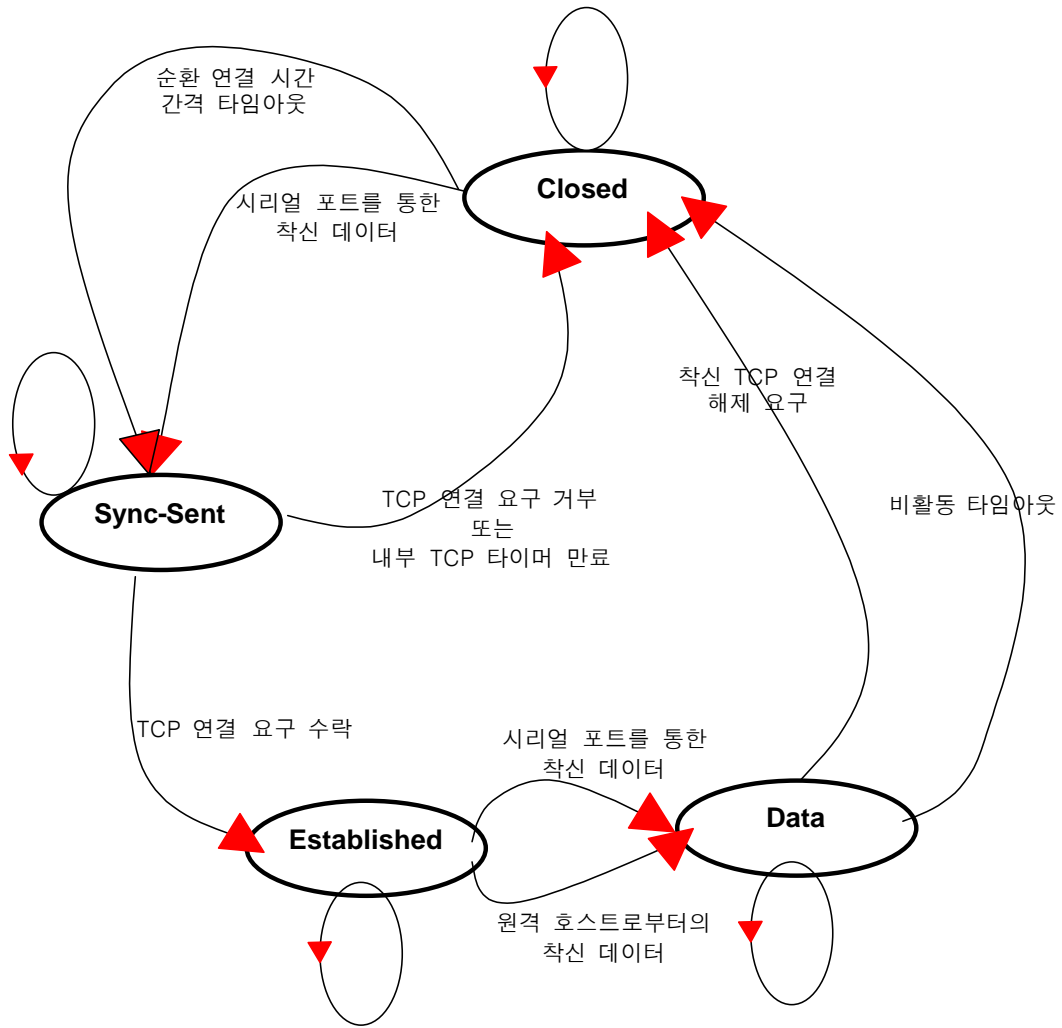 순환 연결 시간
간격 타임아웃
Closed
시리얼 포트를 통한
착신 데이터
착신 TCP 연결
해제 요구
TCP 연결 요구 거부
또는
내부 TCP 타이머 만료
비활동 타임아웃
Sync-Sent
TCP 연결 요구 수락
시리얼 포트를 통한
착신 데이터
Established
Data
원격 호스트로부터의
착신 데이터